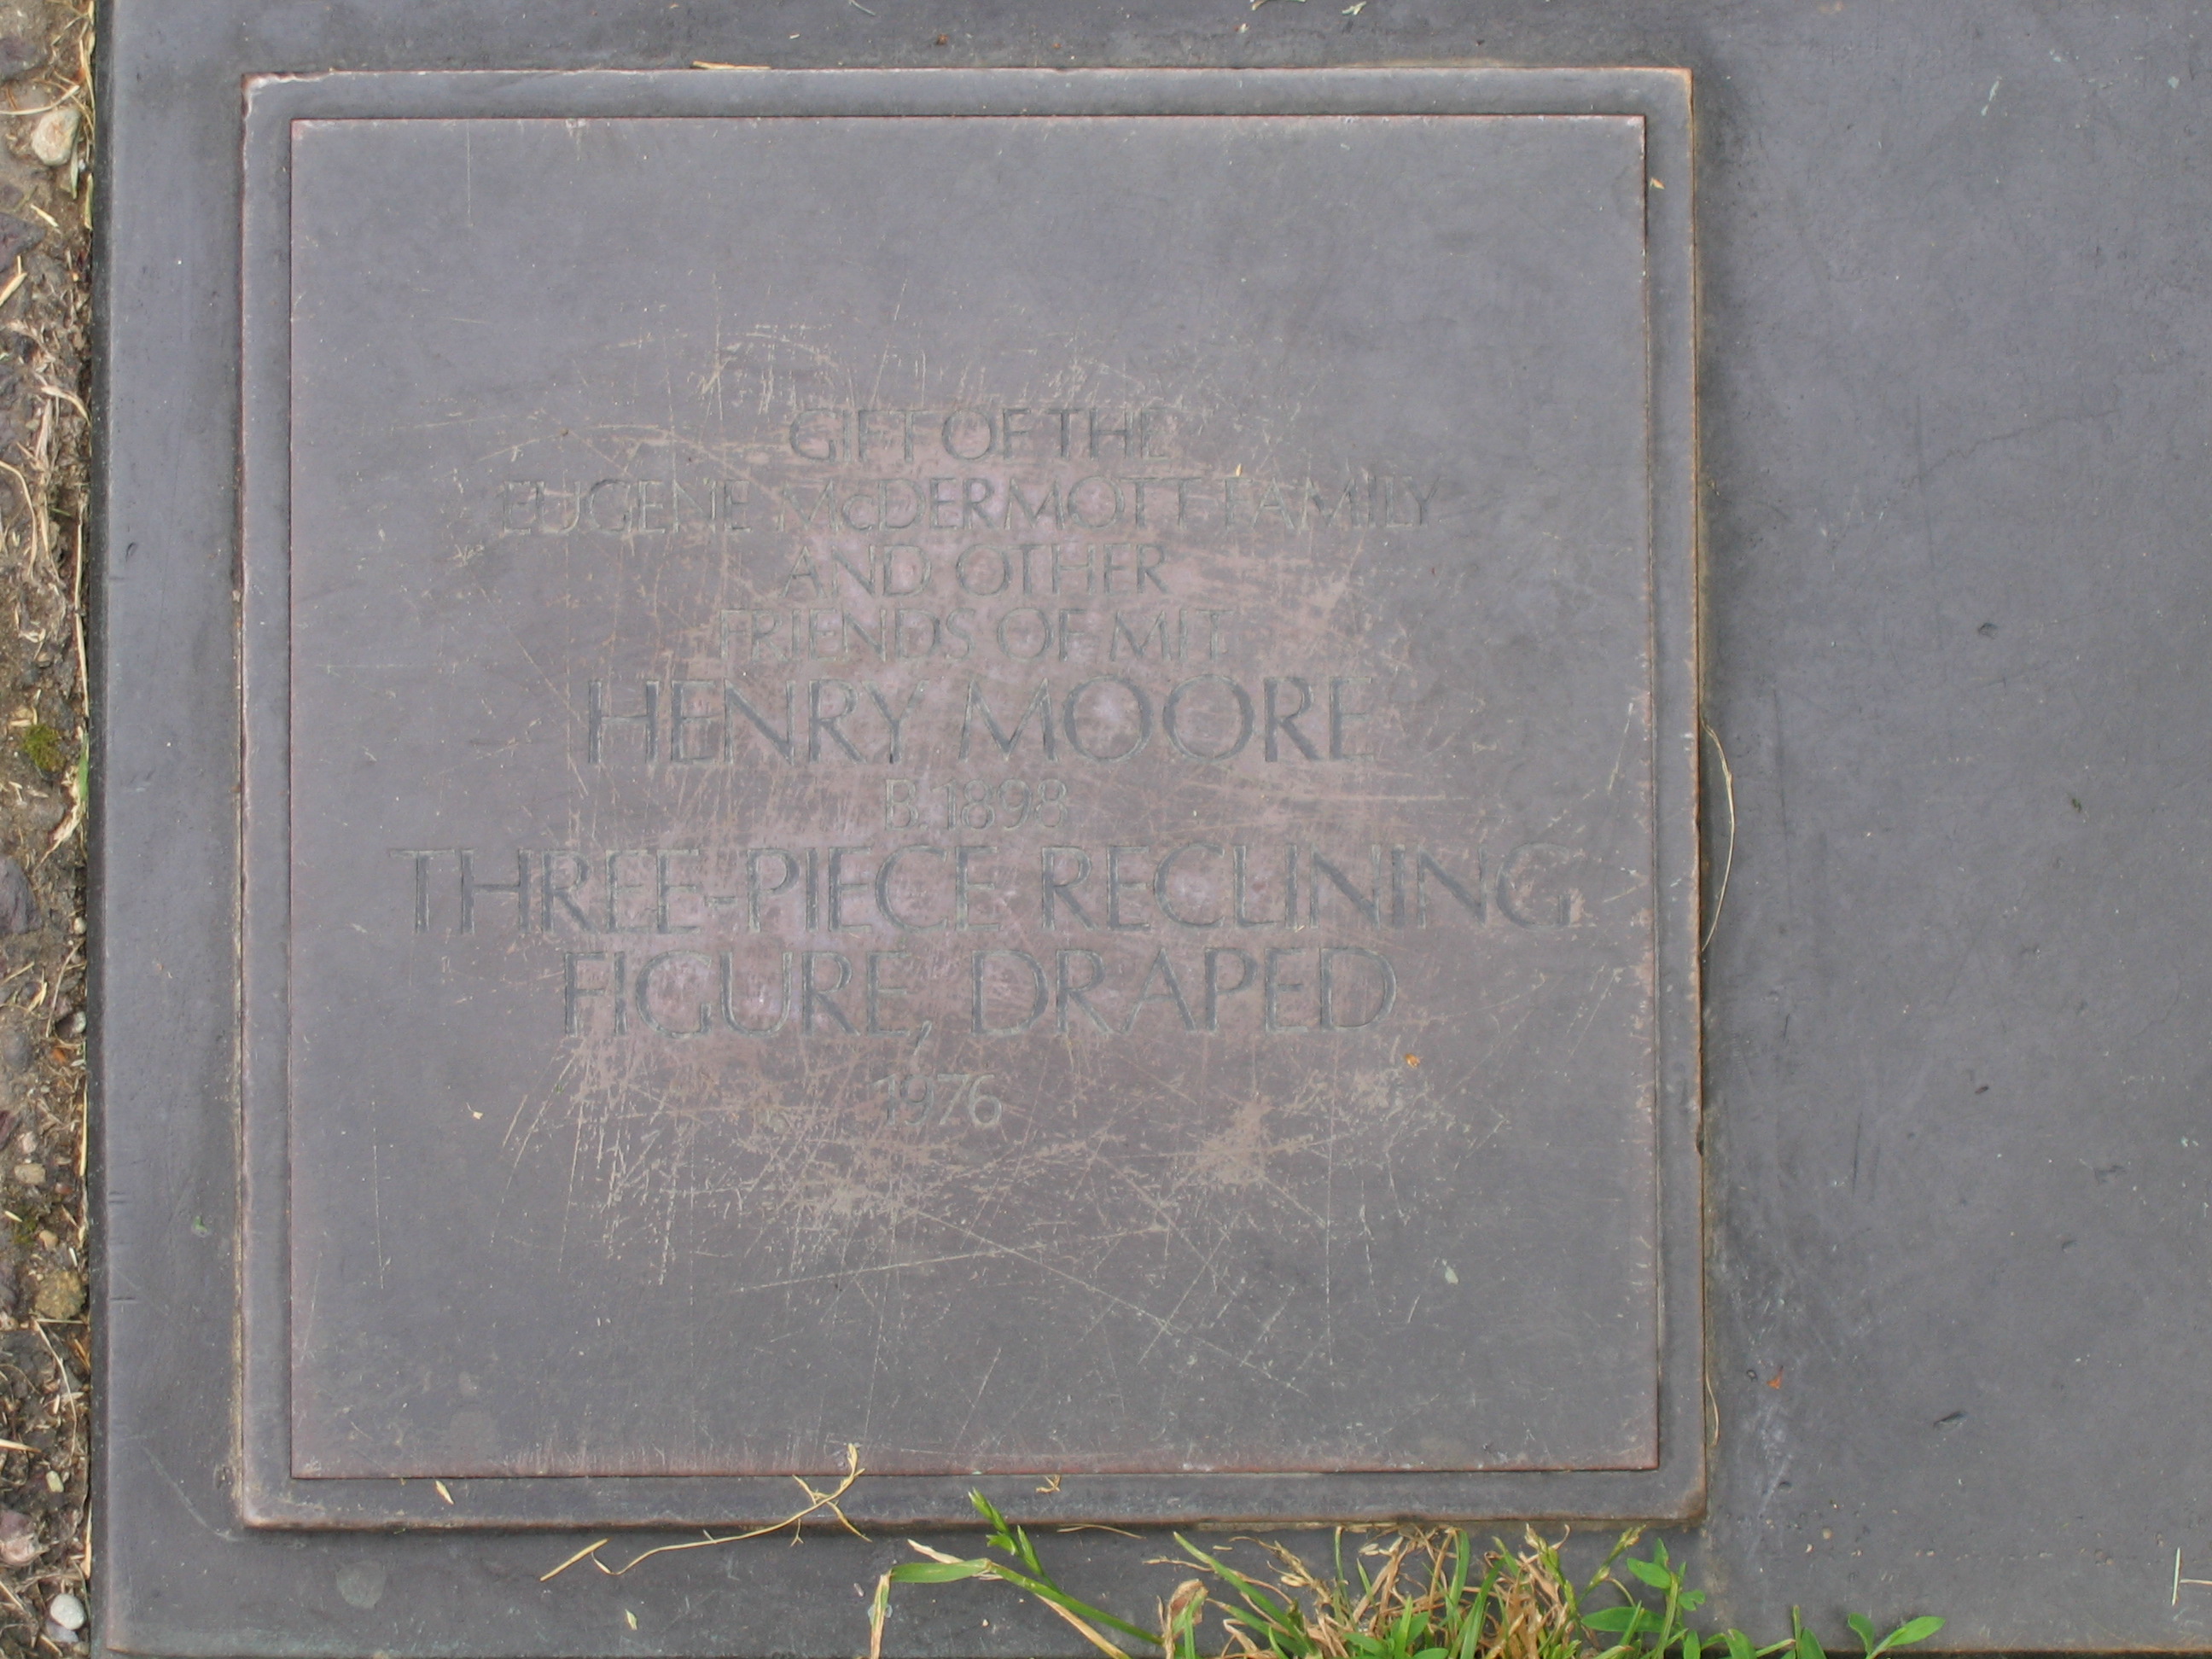 GIFT OF THE
EUGENE McDERMOTT FAMILY
AND OTHER
FRIENDS OF MIT
HENRY MOORE
B. 1898
THREE-PIECE RECLINING
FIGURE, DRAPED
1976